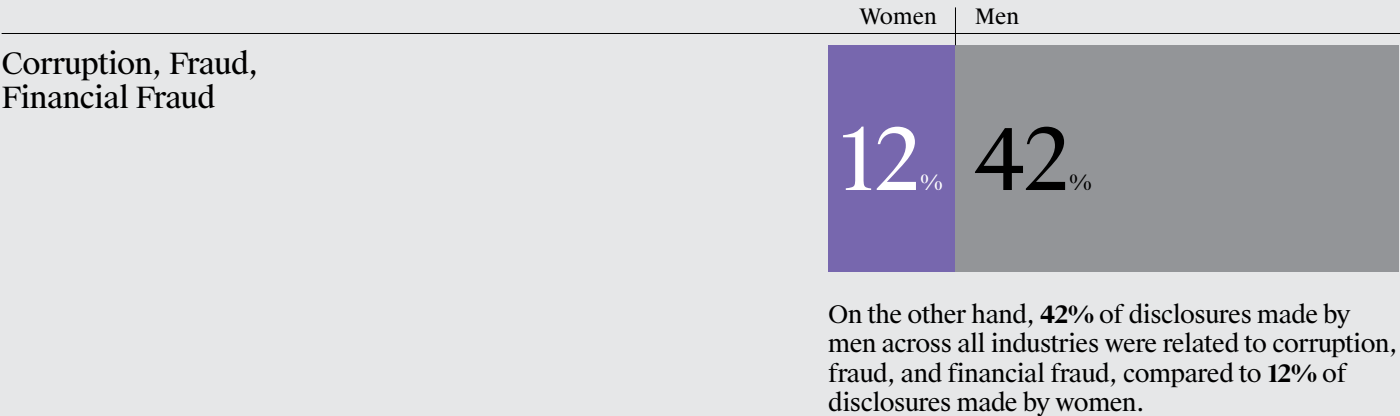 Women Men
Corruption, Fraud,
Financial Fraud
12% 42%
On the other hand, 42% of disclosures made by
men across all industries were related to corruption,
fraud, and financial fraud, compared to 12% of
disclosures made by women.